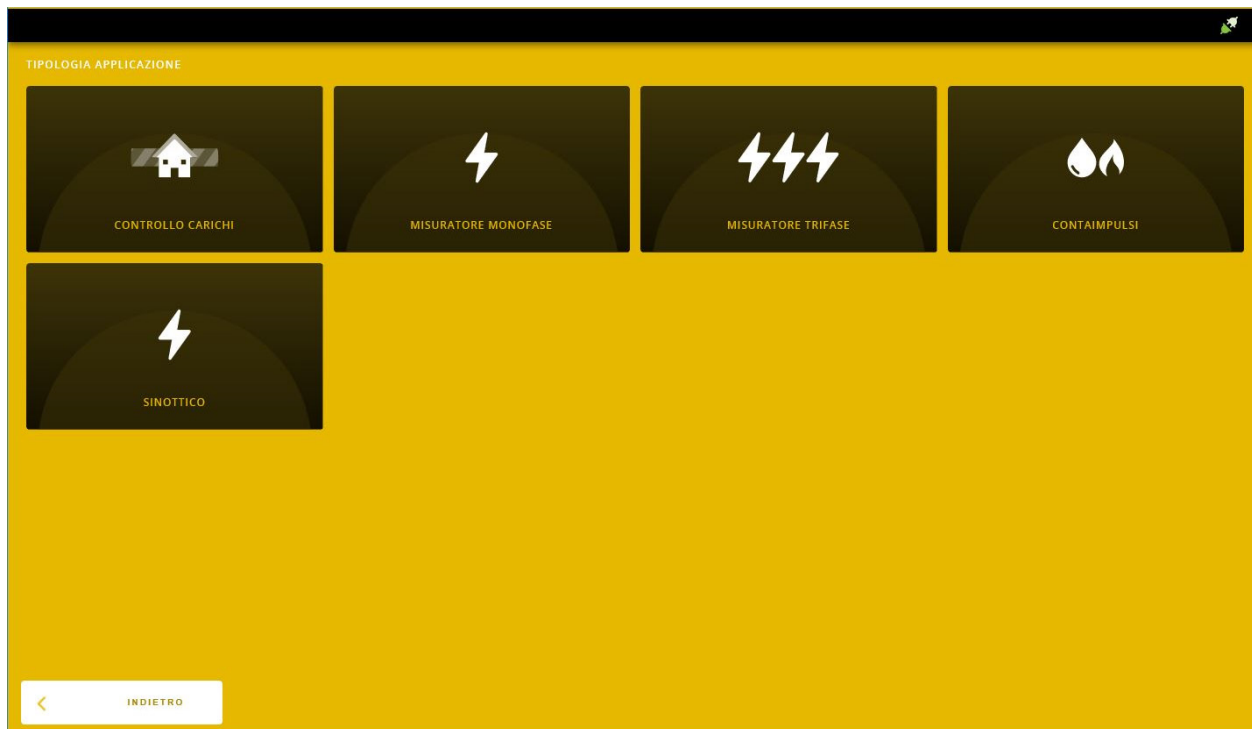 TIPOLOGIA APPLICAZIONE
CONTROLLO CARICHI
MISURATORE MONOFASE
MISURATORE TRIFASE
CONTAIMPULSI
SINOTTICO
INDIETRO